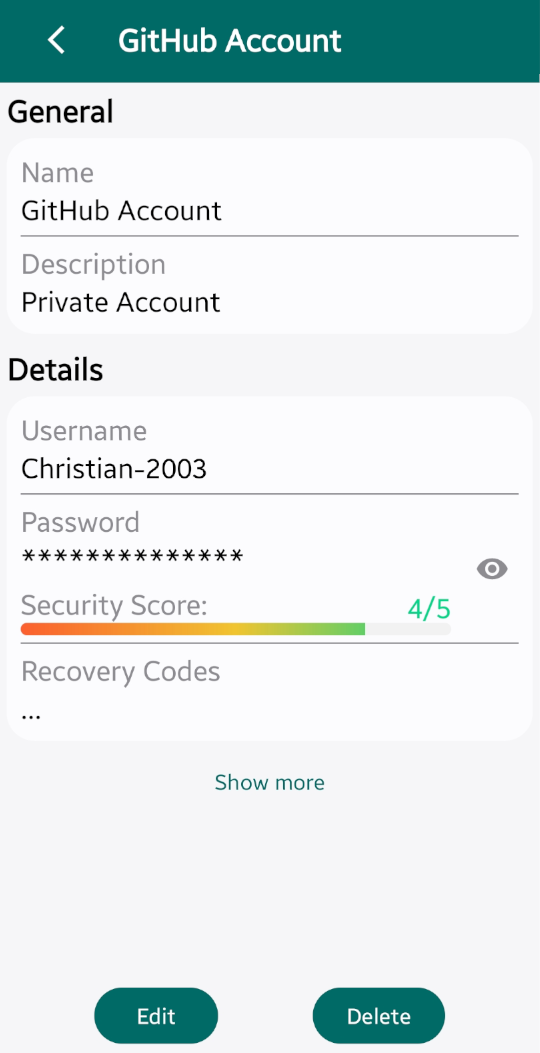 GitHub Account
General
Name
GitHub Account
Description
Private Account
Details
Username
Christian-2003
Password
**************
Security Score: 4/5
Recovery Codes
...
Show more
Edit Delete